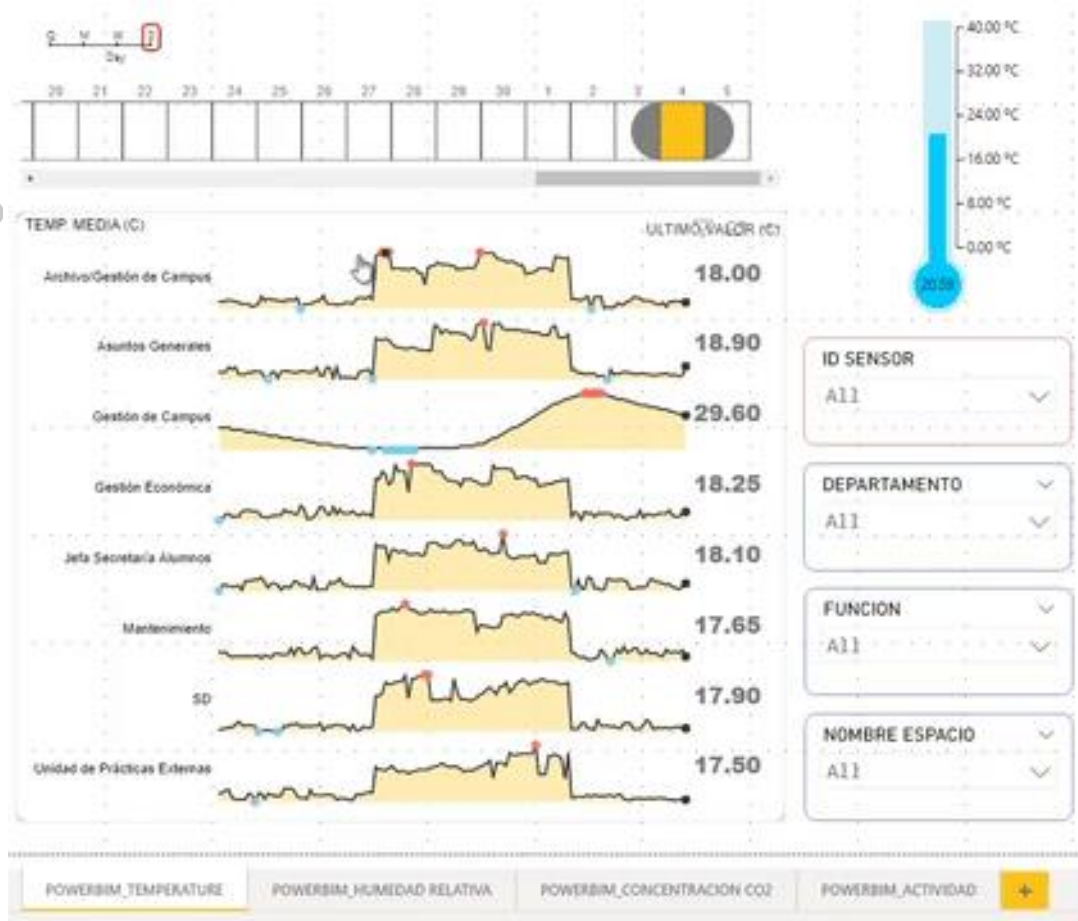 Q M W D
Day
20 21 22 23 24 25 26 27 28 29 30 1 2 3 4 5
40.00 ºC
32.00 ºC
24.00 ºC
16.00 ºC
8.00 ºC
0.00 ºC
TEMP. MEDIA (C)
ULTIMO VALOR (C)
Archivo/Gestión de Campus 18.00
Asuntos Generales 18.90
Gestión de Campus 29.60
Gestión Económica 18.25
Jefa Secretaría Alumnos 18.10
Mantenimiento 17.65
SD 17.90
Unidad de Prácticas Externas 17.50
ID SENSOR
All
DEPARTAMENTO
All
FUNCION
All
NOMBRE ESPACIO
All
POWERBIM_TEMPERATURE POWERBIM_HUMEDAD RELATIVA POWERBIM_CONCENTRACION CO2 POWERBIM_ACTIVIDAD +